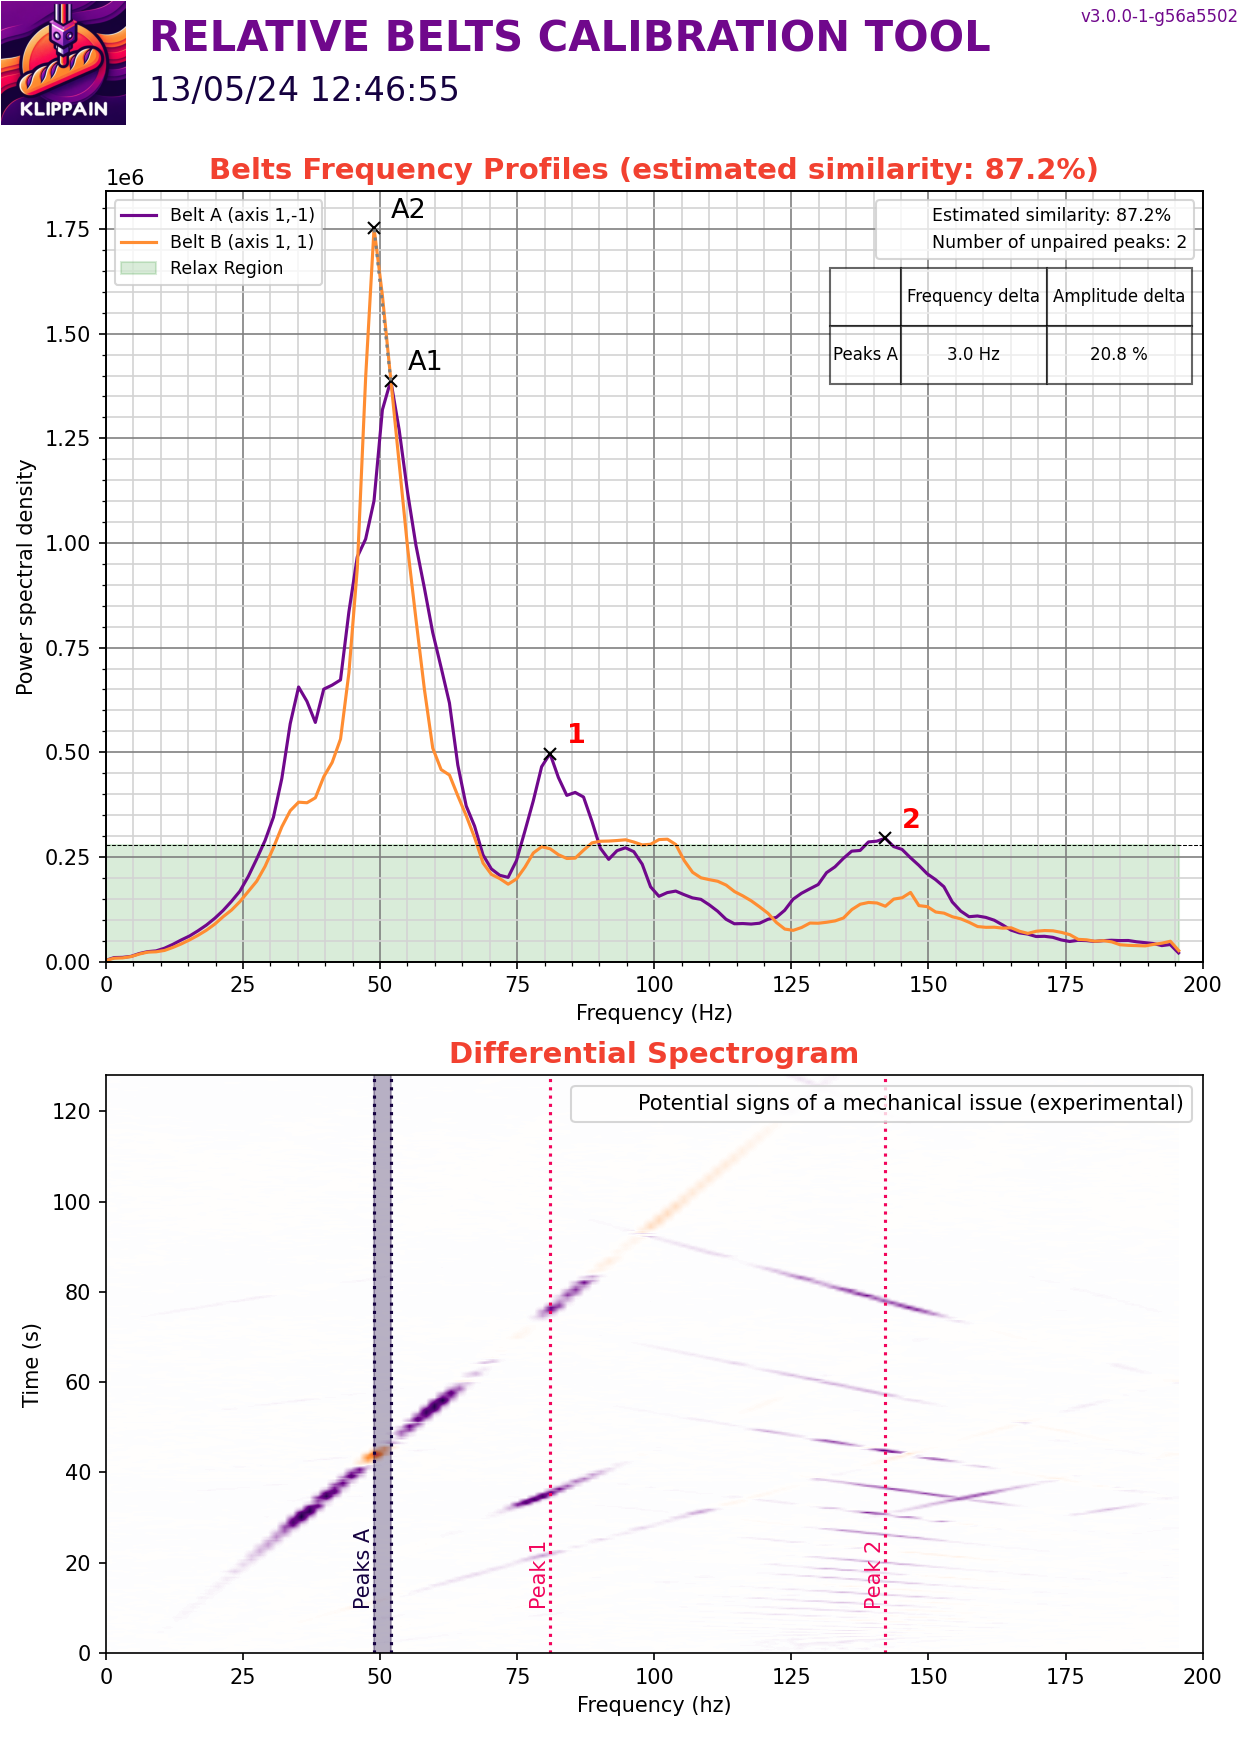 KLIPPAIN
RELATIVE BELTS CALIBRATION TOOL
v3.0.0-1-g56a5502
13/05/24 12:46:55
Belts Frequency Profiles (estimated similarity: 87.2%)
1e6
Belt A (axis 1,-1)
Belt B (axis 1, 1)
Relax Region
Estimated similarity: 87.2%
Number of unpaired peaks: 2
Frequency delta Amplitude delta
Peaks A 3.0 Hz 20.8 %
A2
A1
1
2
Power spectral density
1.75
1.50
1.25
1.00
0.75
0.50
0.25
0.00
0 25 50 75 100 125 150 175 200
Frequency (Hz)
Differential Spectrogram
Potential signs of a mechanical issue (experimental)
Time (s)
120
100
80
60
40
20
0
Peaks A
Peak 1
Peak 2
0 25 50 75 100 125 150 175 200
Frequency (hz)